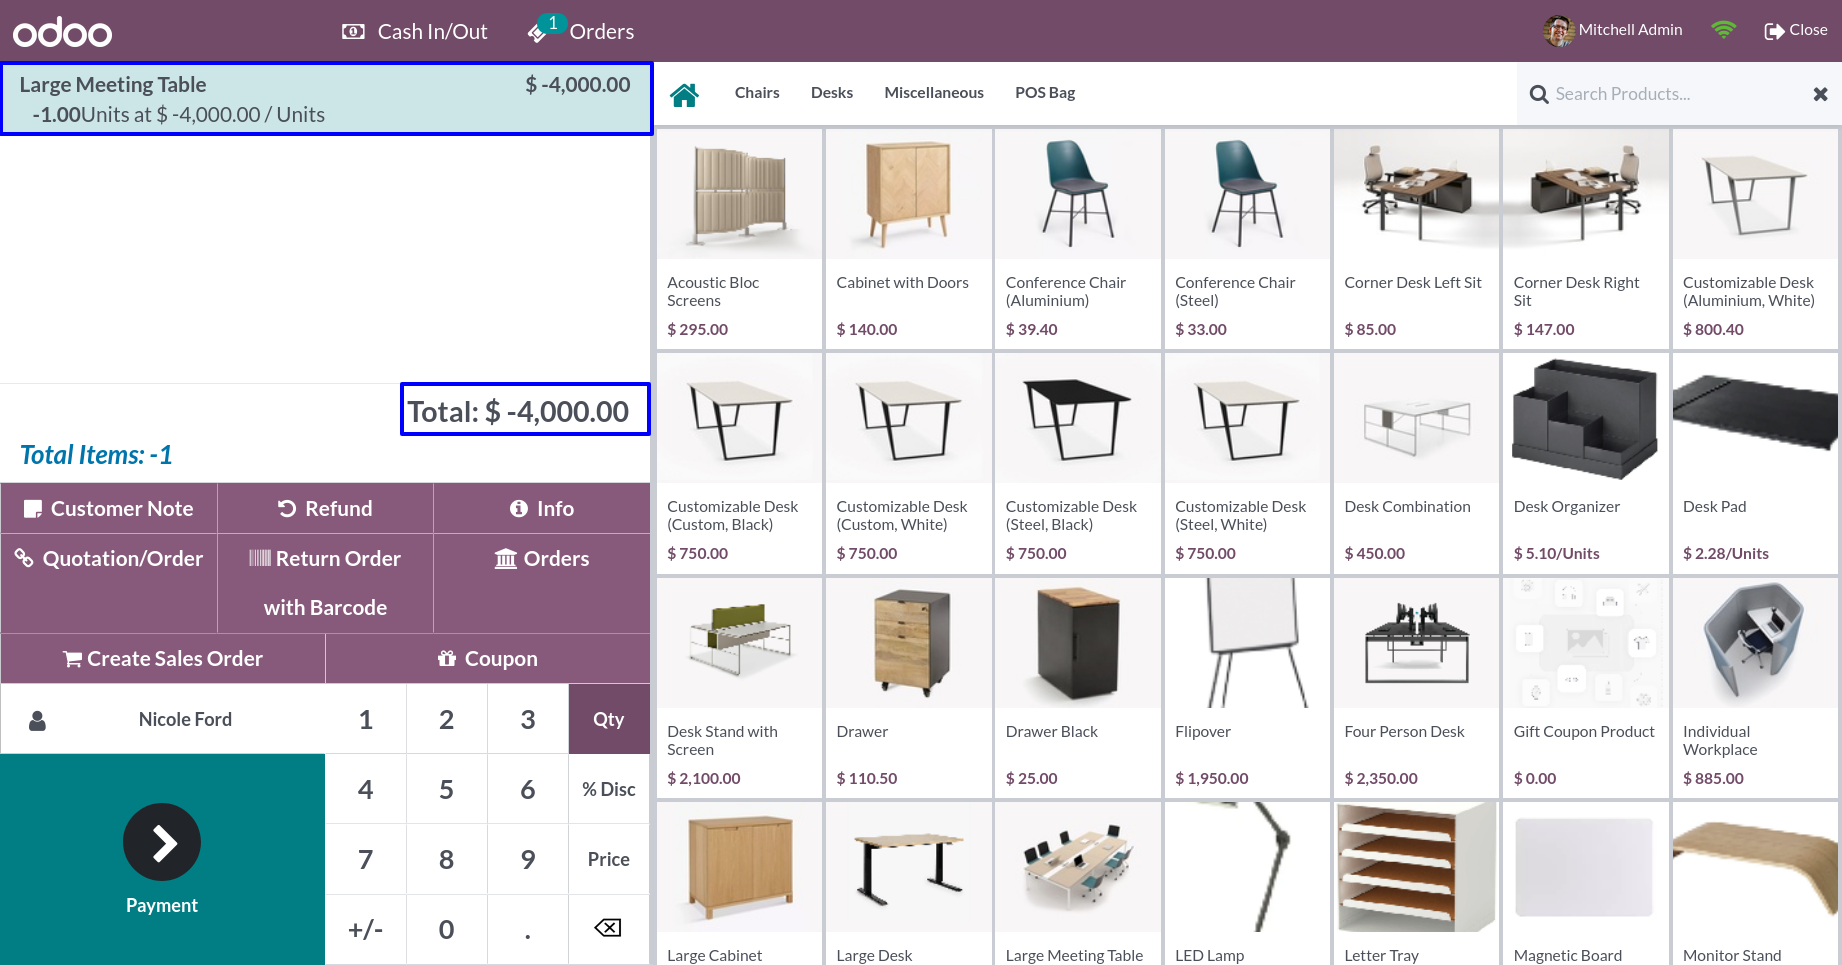 odoo
Cash In/Out
1
Orders
Mitchell Admin
Close
Large Meeting Table
$ -4,000.00
-1.00Units at $ -4,000.00 / Units
Total: $ -4,000.00
Total Items: -1
Customer Note
Refund
Info
Quotation/Order
Return Order
with Barcode
Orders
Create Sales Order
Coupon
Nicole Ford
1
2
3
Qty
4
5
6
% Disc
7
8
9
Price
+/-
0
.
Payment
Chairs
Desks
Miscellaneous
POS Bag
Search Products...
Acoustic Bloc
Screens
$ 295.00
Cabinet with Doors
$ 140.00
Conference Chair
(Aluminium)
$ 39.40
Conference Chair
(Steel)
$ 33.00
Corner Desk Left Sit
$ 85.00
Corner Desk Right
Sit
$ 147.00
Customizable Desk
(Aluminium, White)
$ 800.40
Customizable Desk
(Custom, Black)
$ 750.00
Customizable Desk
(Custom, White)
$ 750.00
Customizable Desk
(Steel, Black)
$ 750.00
Customizable Desk
(Steel, White)
$ 750.00
Desk Combination
$ 450.00
Desk Organizer
$ 5.10/Units
Desk Pad
$ 2.28/Units
Desk Stand with
Screen
$ 2,100.00
Drawer
$ 110.50
Drawer Black
$ 25.00
Flipover
$ 1,950.00
Four Person Desk
$ 2,350.00
Gift Coupon Product
$ 0.00
Individual
Workplace
$ 885.00
Large Cabinet
Large Desk
Large Meeting Table
LED Lamp
Letter Tray
Magnetic Board
Monitor Stand